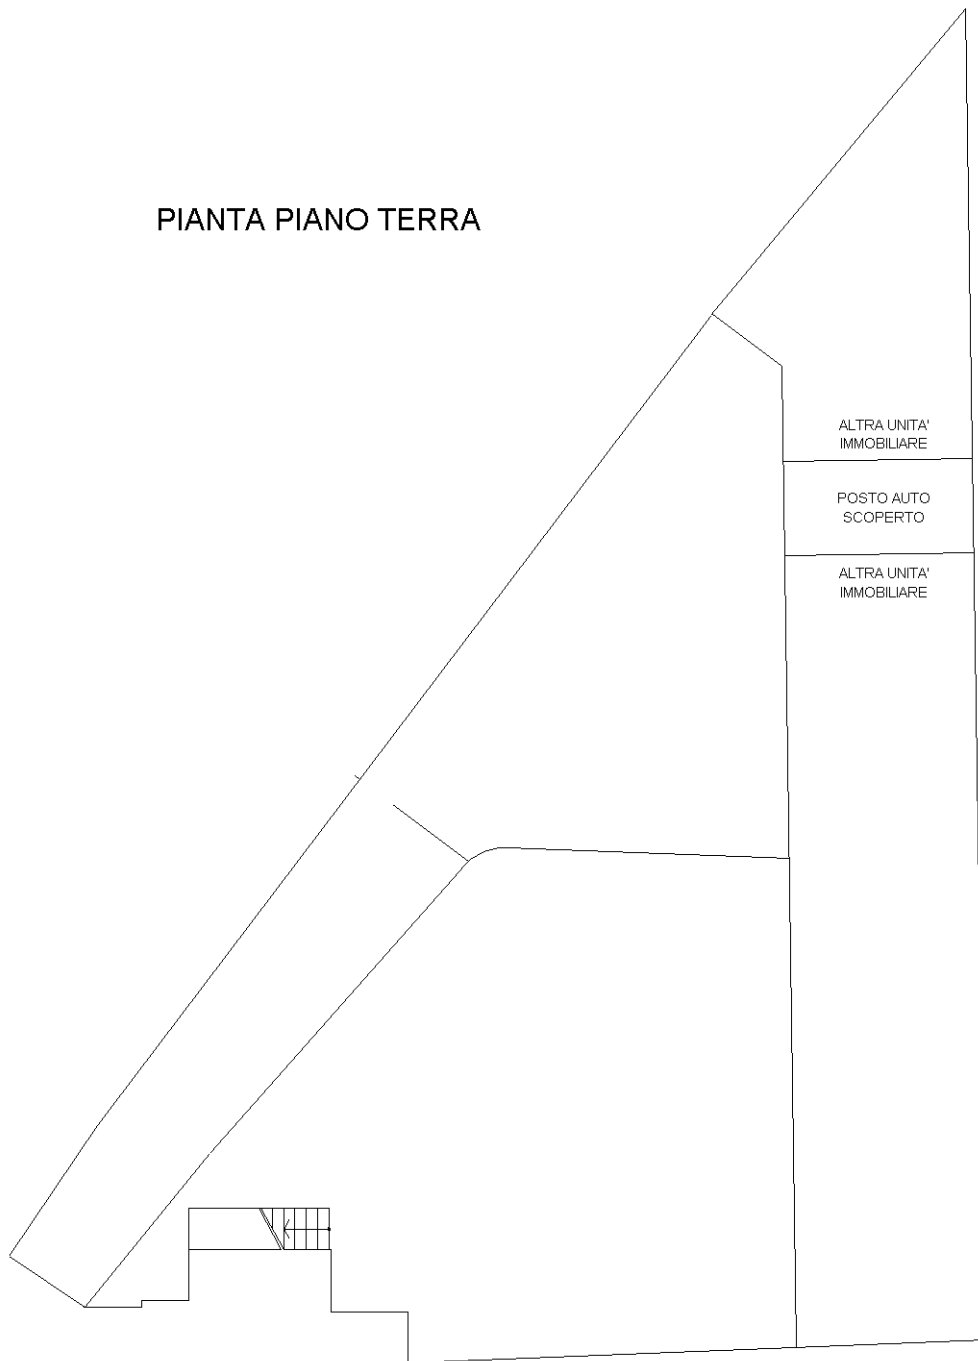 PIANTA PIANO TERRA
ALTRA UNITA'
IMMOBILIARE
POSTO AUTO
SCOPERTO
ALTRA UNITA'
IMMOBILIARE